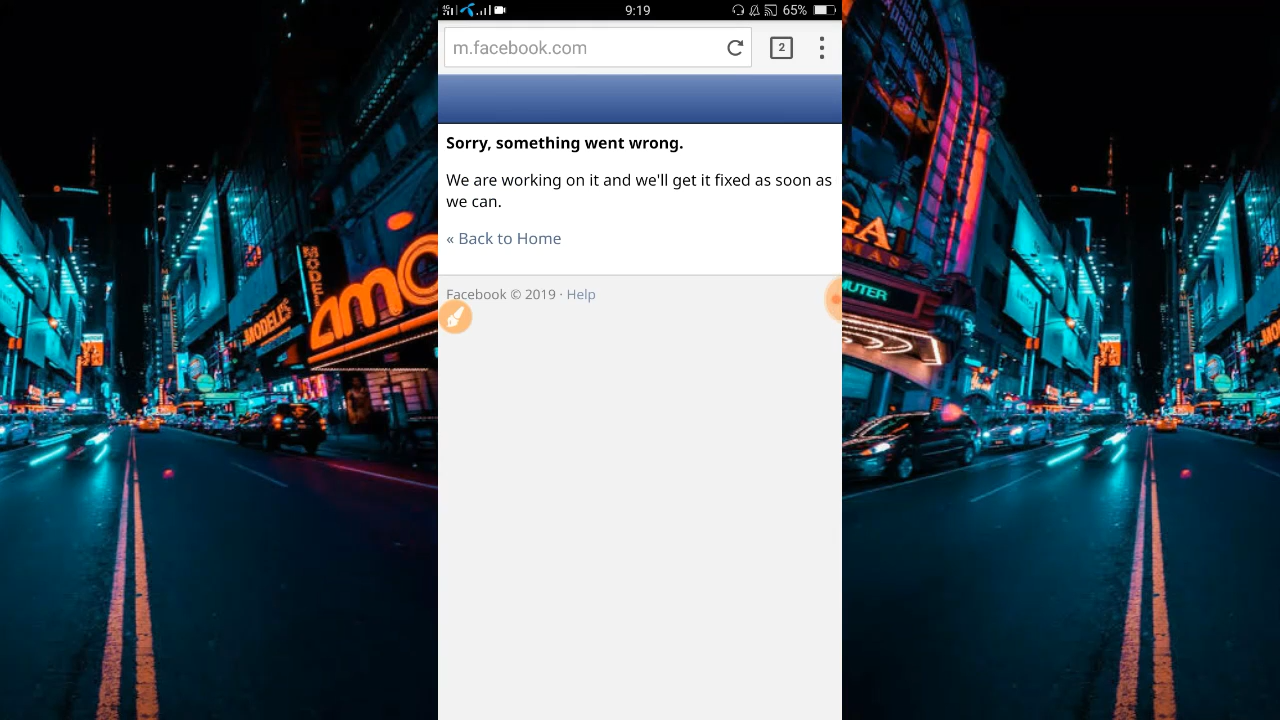 9:19
65%
m.facebook.com
2
Sorry, something went wrong.
We are working on it and we'll get it fixed as soon as
we can.
« Back to Home
Facebook © 2019 · Help
MODELL'S
AMC
GA